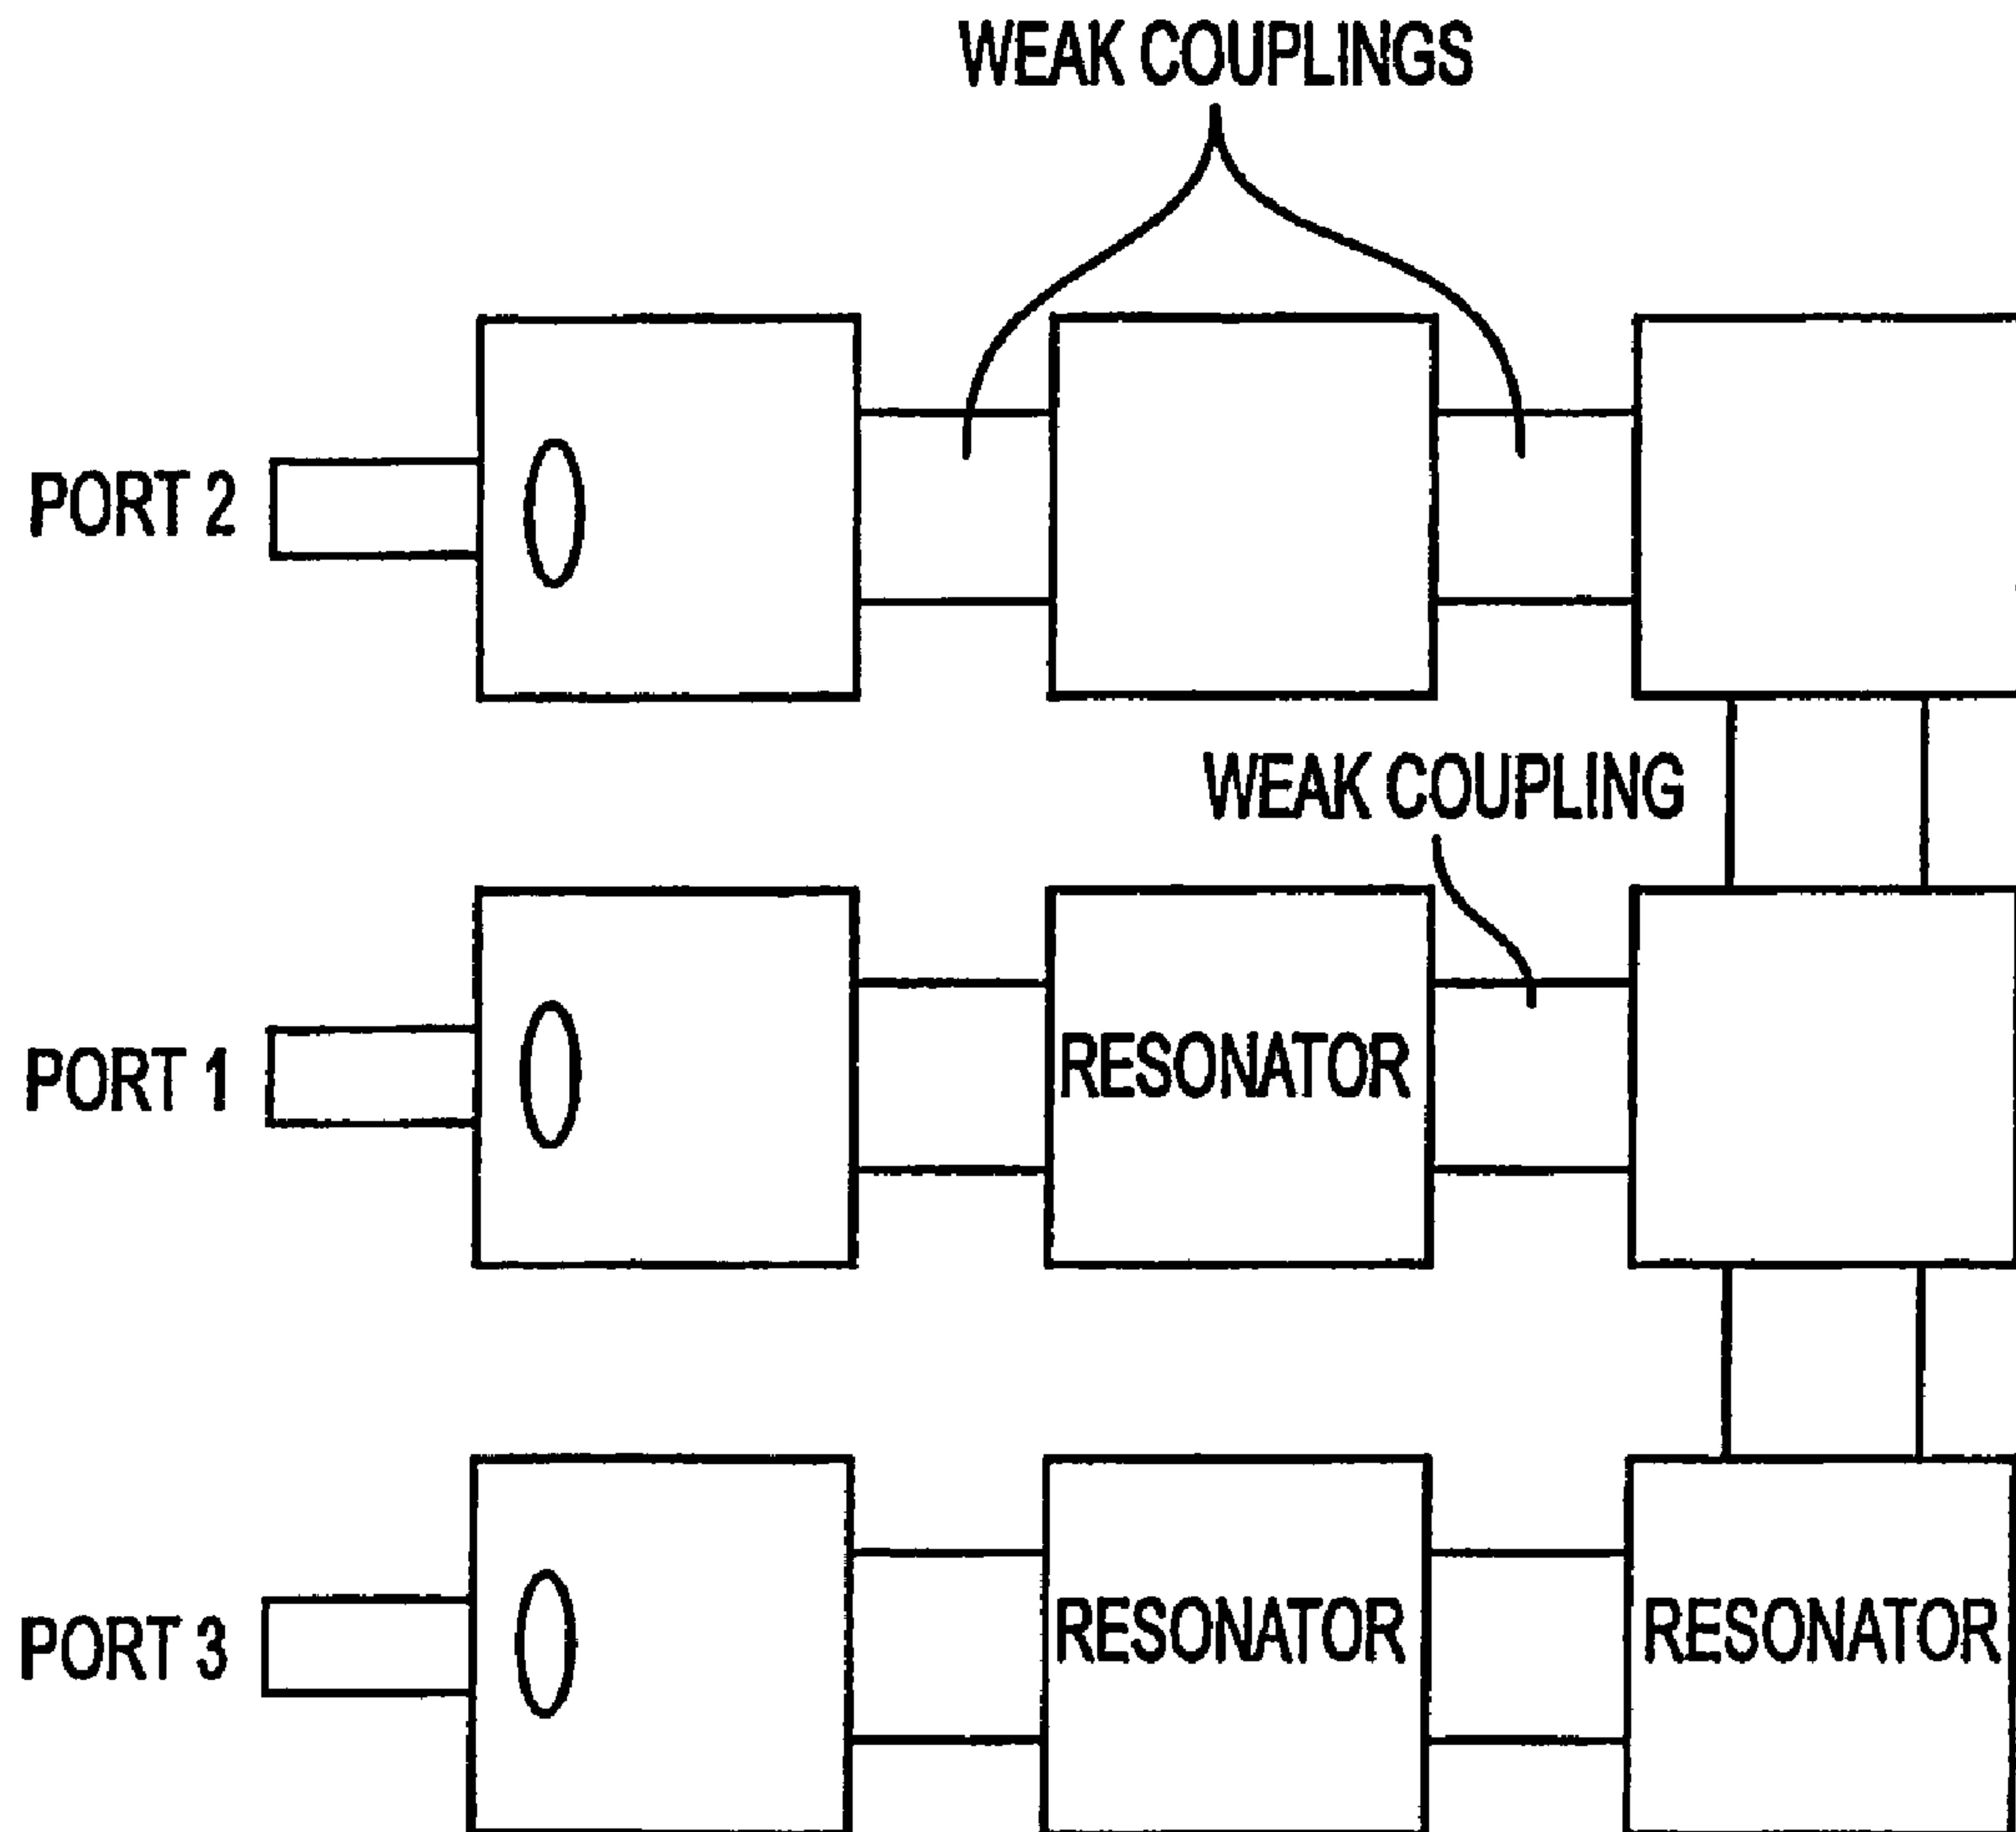 WEAK COUPLINGS
PORT 2
WEAK COUPLING
PORT 1
RESONATOR
PORT 3
RESONATOR
RESONATOR